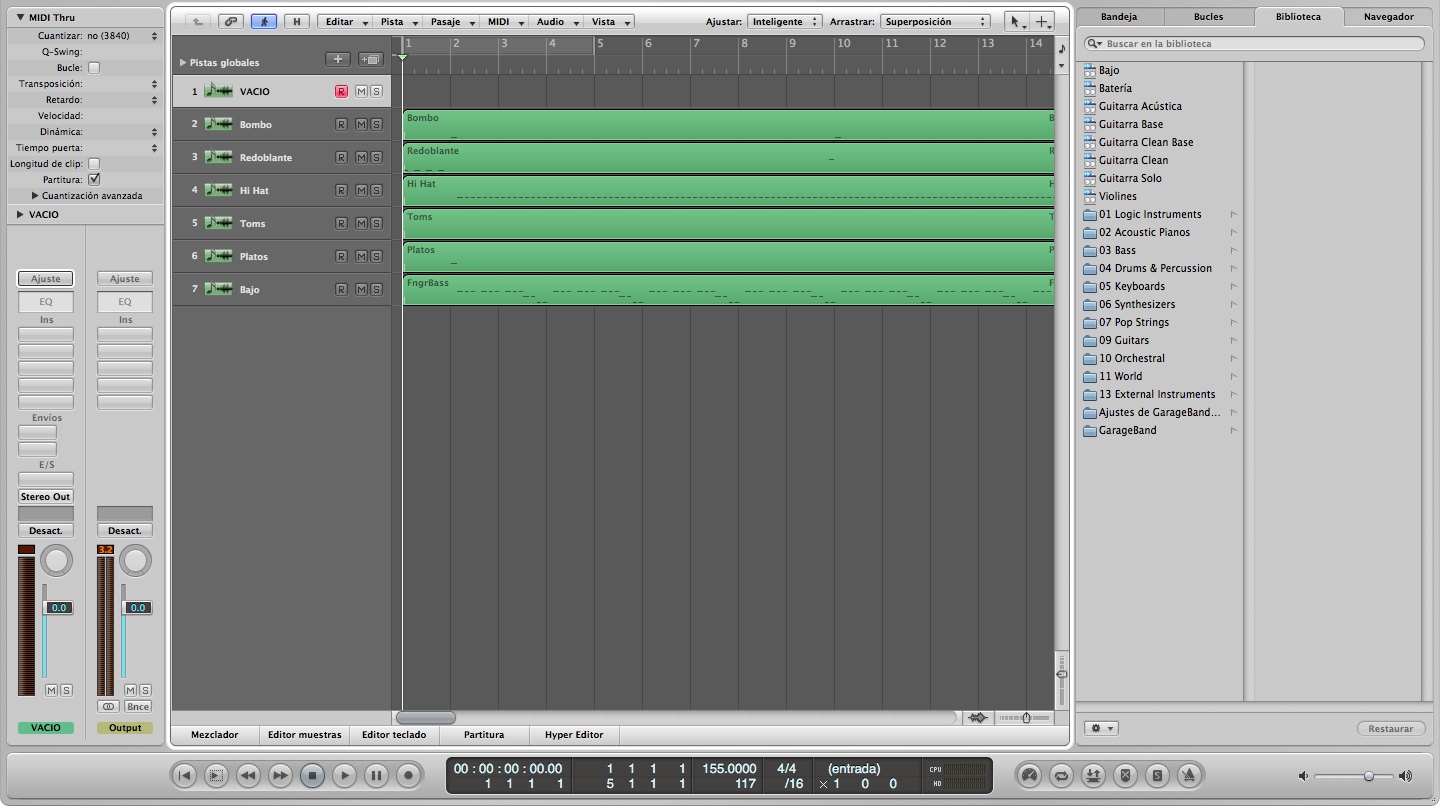 MIDI Thru
Cuantizar: no (3840)
Q-Swing:
Bucle:
Transposición:
Retardo:
Velocidad:
Dinámica:
Tiempo puerta:
Longitud de clip:
Partitura:
Cuantización avanzada
VACIO
Ajuste Ajuste
EQ EQ
Ins Ins
Envíos
E/S
Stereo Out
Desact. Desact.
3.2
0.0 0.0
M S M S
Bnce
VACIO Output
H Editar Pista Pasaje MIDI Audio Vista Ajustar: Inteligente Arrastrar: Superposición
1 2 3 4 5 6 7 8 9 10 11 12 13 14
Pistas globales
1 VACIO R M S
2 Bombo R M S
3 Redoblante R M S
4 Hi Hat R M S
5 Toms R M S
6 Platos R M S
7 Bajo R M S
Bombo B
Redoblante R
Hi Hat H
Toms T
Platos P
FngrBass F
Mezclador Editor muestras Editor teclado Partitura Hyper Editor
Bandeja Bucles Biblioteca Navegador
Buscar en la biblioteca
Bajo
Batería
Guitarra Acústica
Guitarra Base
Guitarra Clean Base
Guitarra Clean
Guitarra Solo
Violines
01 Logic Instruments
02 Acoustic Pianos
03 Bass
04 Drums & Percussion
05 Keyboards
06 Synthesizers
07 Pop Strings
09 Guitars
10 Orchestral
11 World
13 External Instruments
Ajustes de GarageBand...
GarageBand
Restaurar
00 : 00 : 00 : 00.00 1 1 1 1 155.0000 4/4 (entrada) CPU
1 1 1 1 5 1 1 1 117 /16 × 1 0 0 HD
S